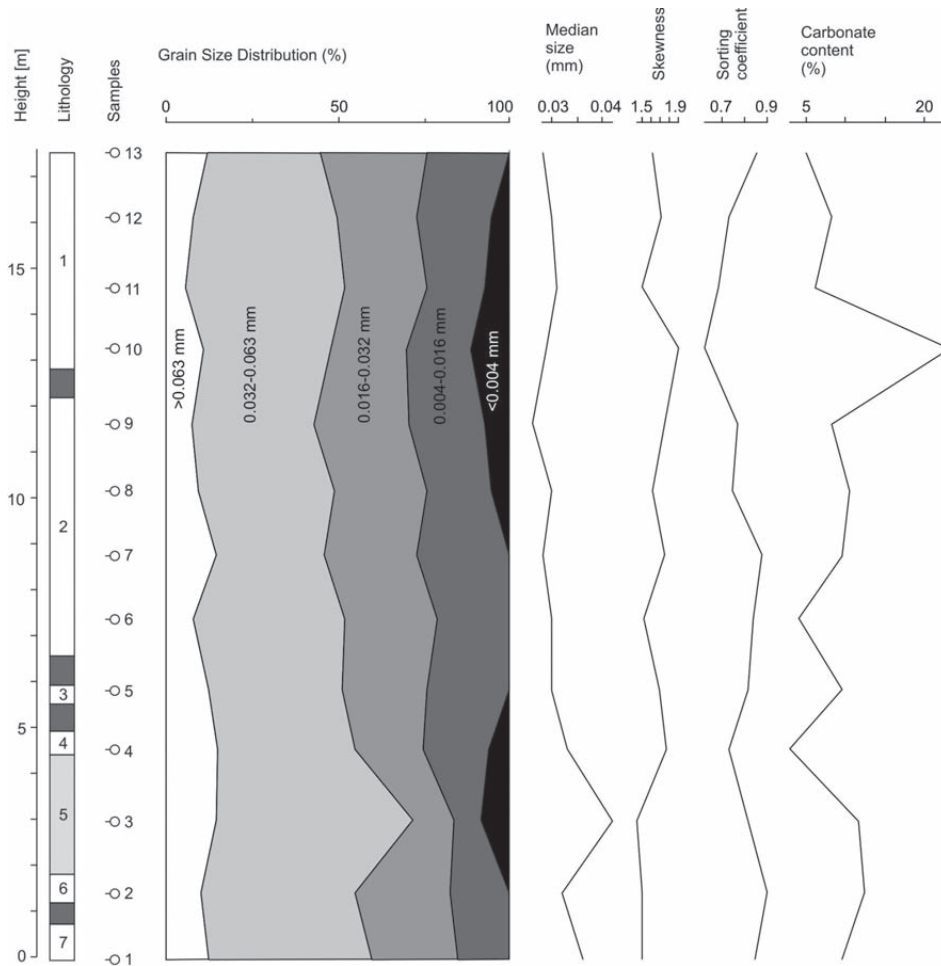 Height [m]
Lithology
Samples
Grain Size Distribution (%)
Median
size
(mm)
Skewness
Sorting
coefficient
Carbonate
content
(%)
0 50 100
0.03 0.04
1.5 1.9
0.7 0.9
5 20
13
12
15
1
11
10
>0.063 mm
0.032-0.063 mm
0.016-0.032 mm
0.004-0.016 mm
<0.004 mm
9
10
8
2
7
6
5
3
5
4
4
5
3
6
2
7
0
1